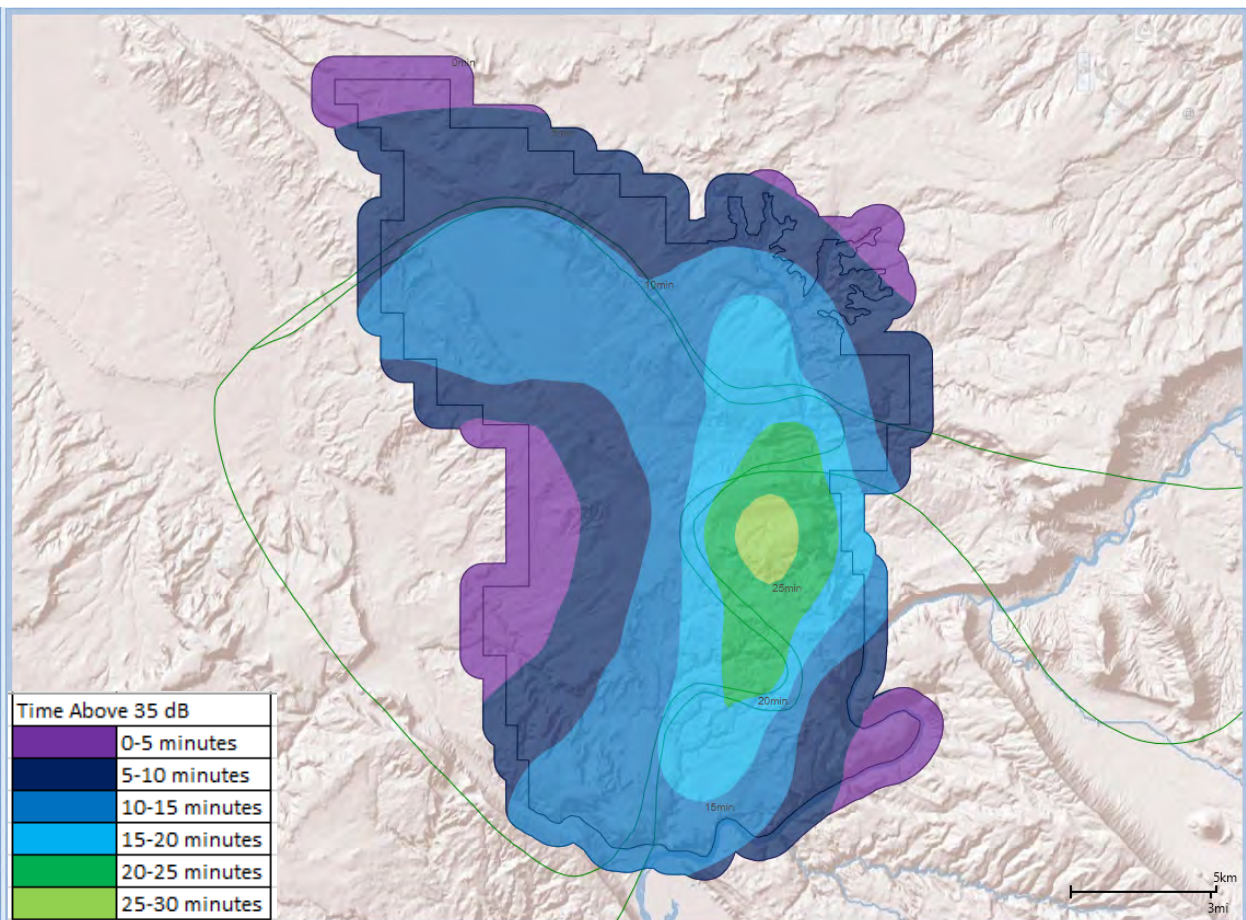 0min
10min
25min
20min
15min
Time Above 35 dB
0-5 minutes
5-10 minutes
10-15 minutes
15-20 minutes
20-25 minutes
25-30 minutes
5km
3mi